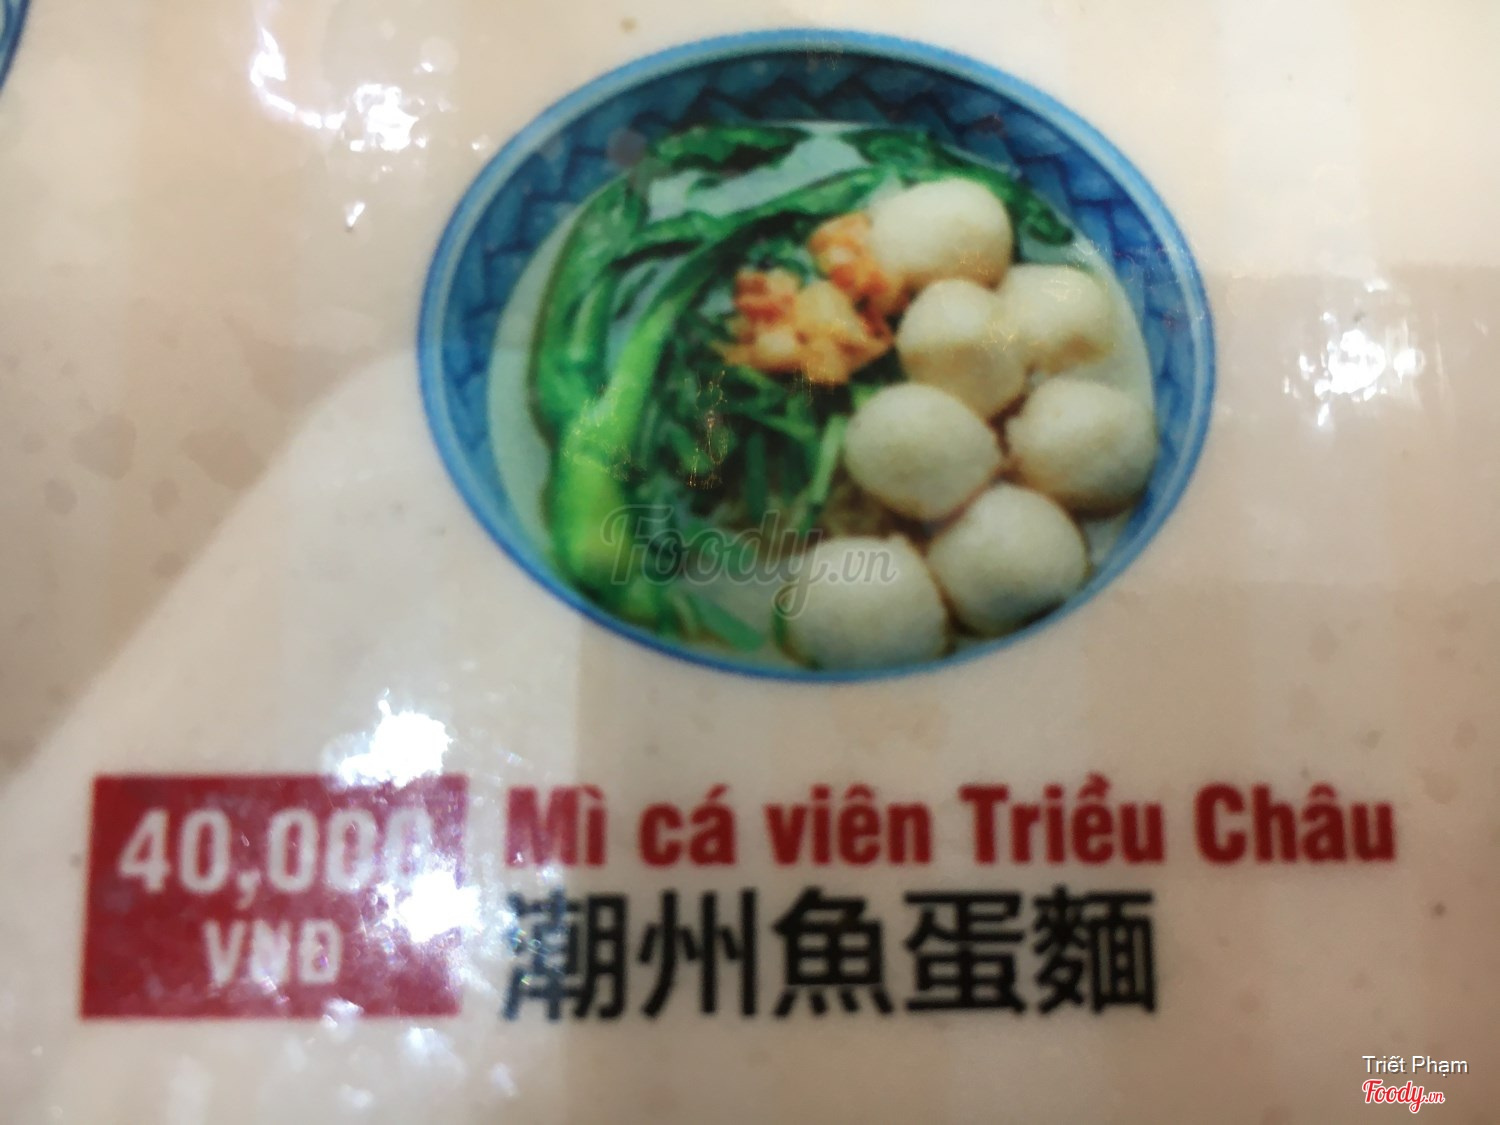 Foody.vn
40,000
VNĐ
Mì cá viên Triều Châu
潮州魚蛋麵
Triết Phạm
Foody.vn